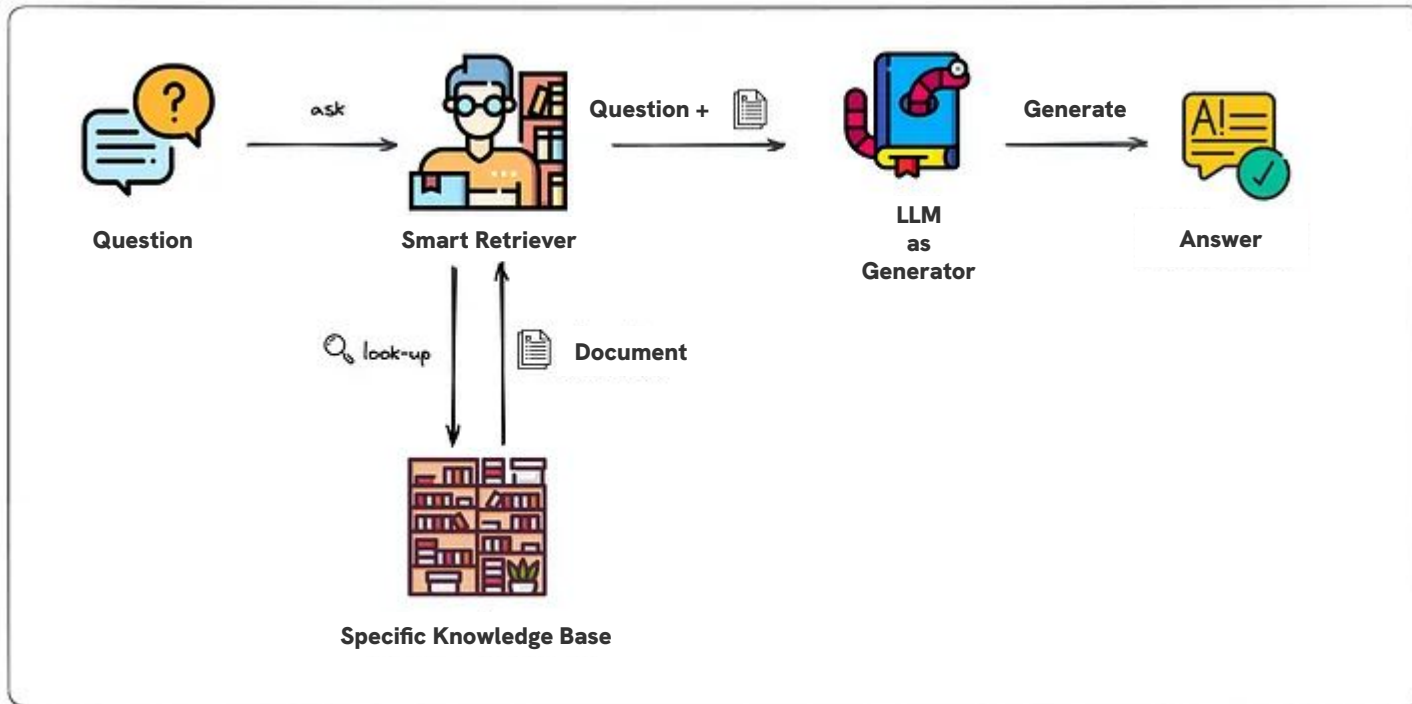 ?
ask
Question +
Generate
A!
Question
Smart Retriever
LLM
as
Generator
Answer
look-up
Document
Specific Knowledge Base